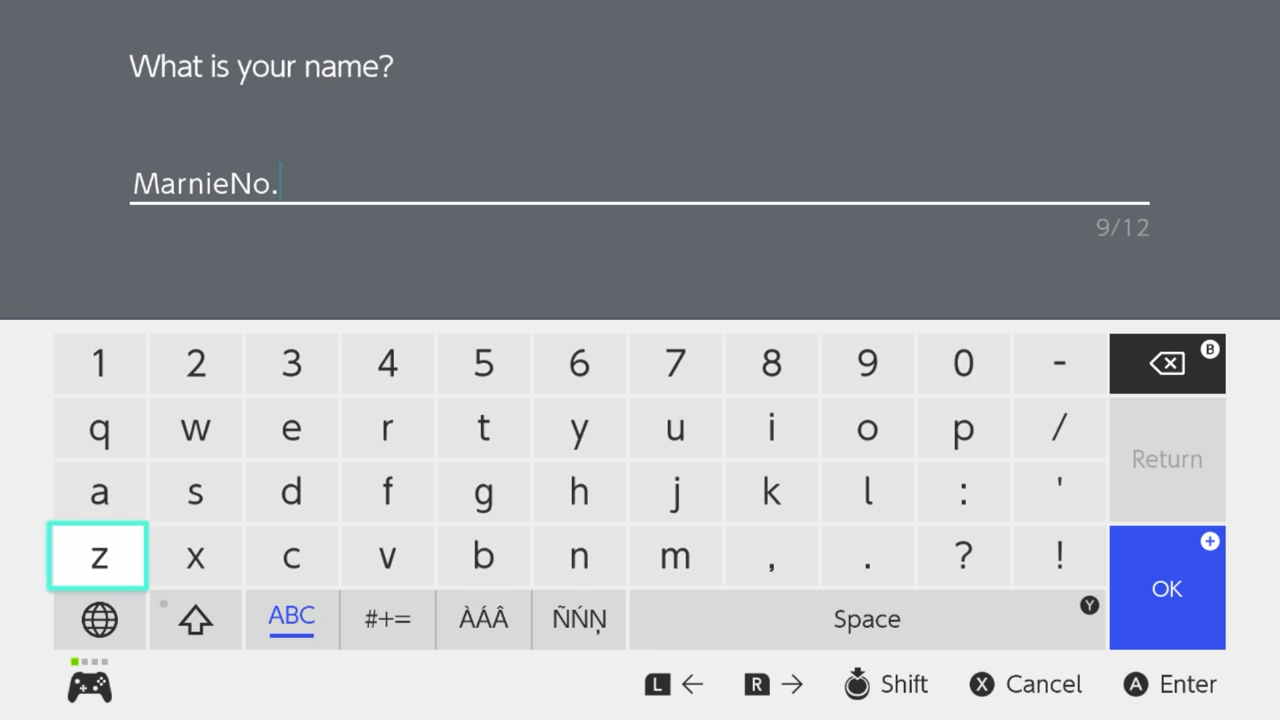 What is your name?
MarnieNo.
9/12
1 2 3 4 5 6 7 8 9 0 - B
q w e r t y u i o p /
Return
a s d f g h j k l : '
z x c v b n m , . ? ! +
OK
ABC #+= ÀÁÂ ÑŃŅ Space Y
L ← R → Shift X Cancel A Enter